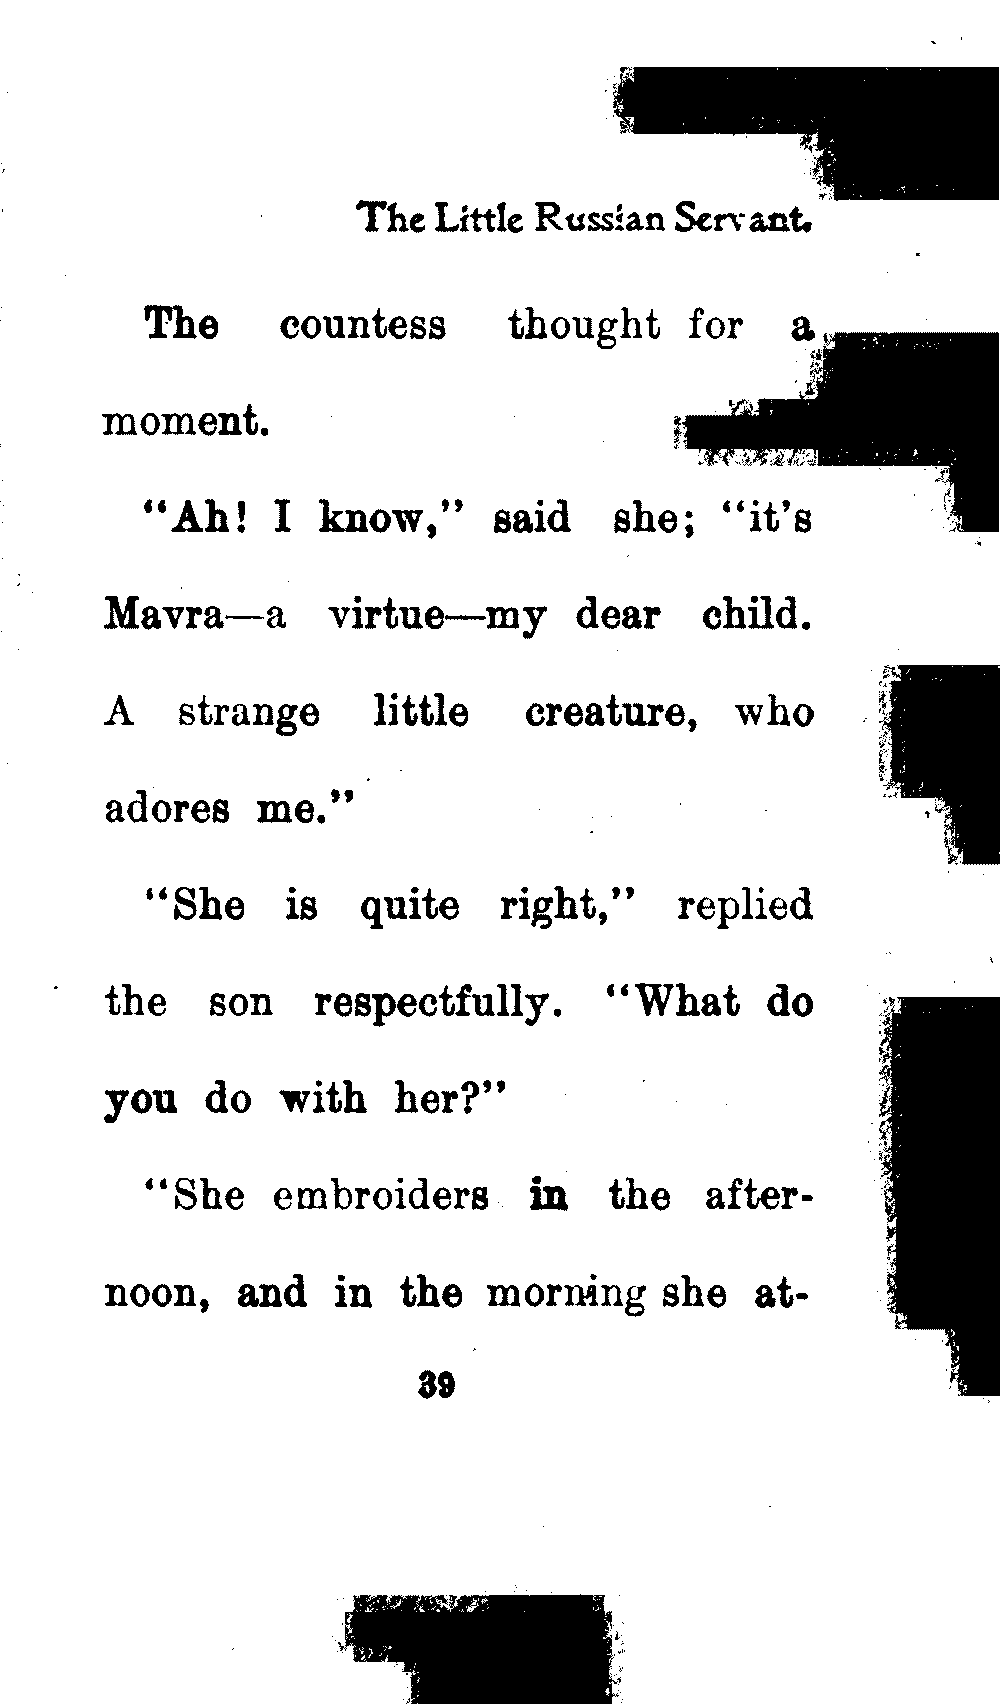 The Little Russian Servant.
The countess thought for a
moment.
“Ah! I know,” said she; “it’s
Mavra—a virtue—my dear child.
A strange little creature, who
adores me.”
“She is quite right,” replied
the son respectfully. “What do
you do with her?”
“She embroiders in the after-
noon, and in the morning she at-
39